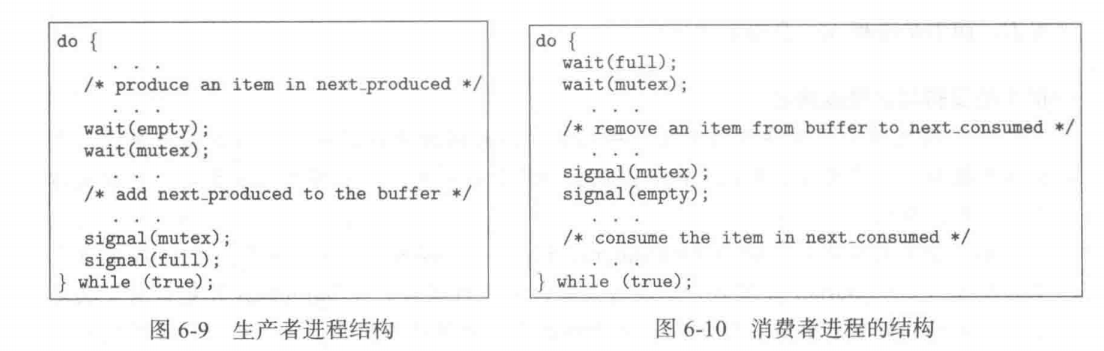 do {
. . .
/* produce an item in next_produced */
. . .
wait(empty);
wait(mutex);
. . .
/* add next_produced to the buffer */
. . .
signal(mutex);
signal(full);
} while (true);
图 6-9 生产者进程结构
do {
wait(full);
wait(mutex);
. . .
/* remove an item from buffer to next_consumed */
. . .
signal(mutex);
signal(empty);
. . .
/* consume the item in next_consumed */
. . .
} while (true);
图 6-10 消费者进程的结构